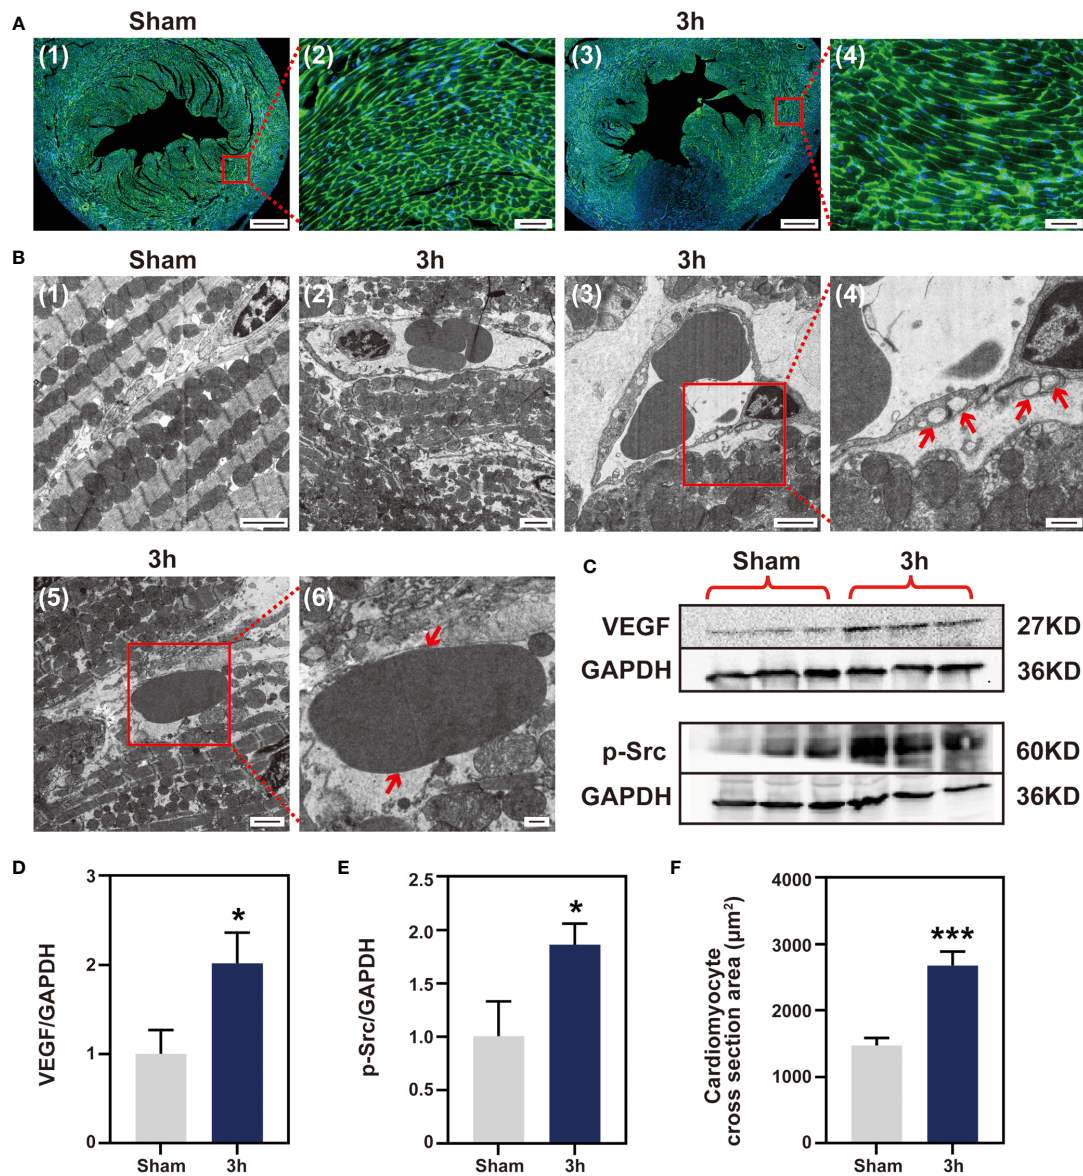 A
Sham
3h
(1)
(2)
(3)
(4)
B
Sham
3h
3h
(1)
(2)
(3)
(4)
3h
(5)
(6)
C
Sham
3h
VEGF
27KD
GAPDH
36KD
p-Src
60KD
GAPDH
36KD
D
VEGF/GAPDH
3
2
1
0
*
Sham
3h
E
p-Src/GAPDH
2.5
2.0
1.5
1.0
0.5
0.0
*
Sham
3h
F
Cardiomyocyte
cross section area (μm²)
4000
3000
2000
1000
0
***
Sham
3h